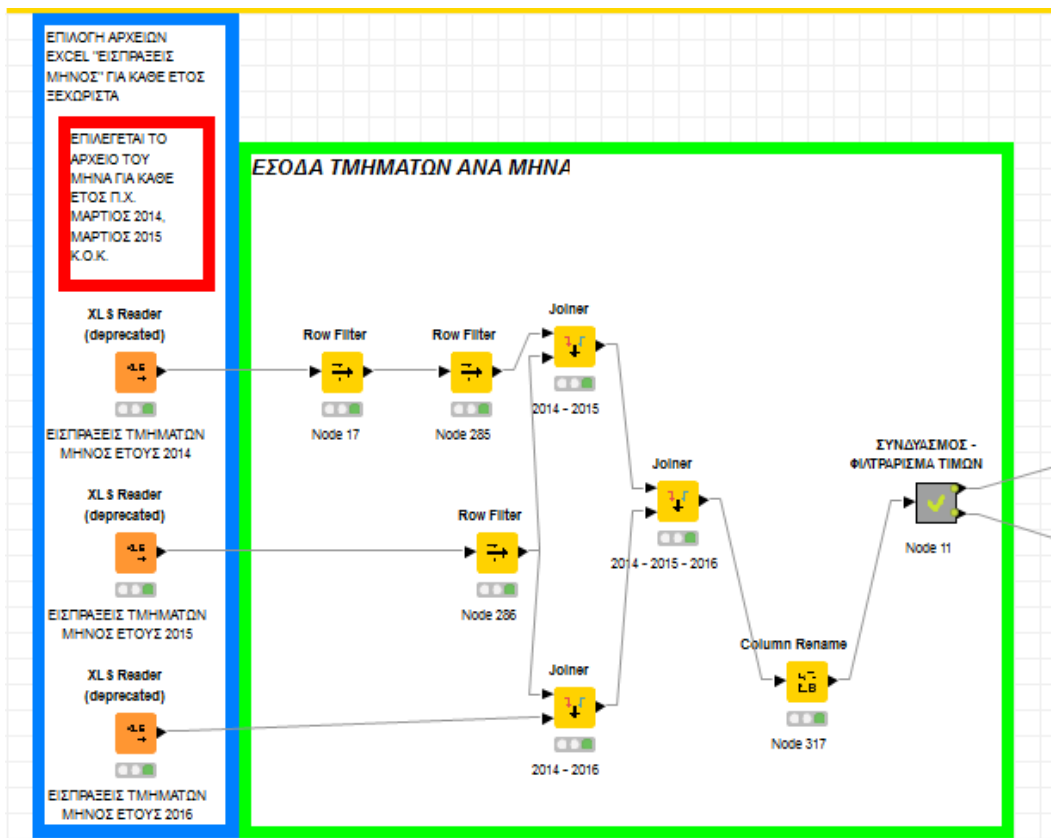 ΕΠΙΛΟΓΗ ΑΡΧΕΙΩΝ
EXCEL "ΕΙΣΠΡΑΞΕΙΣ
ΜΗΝΟΣ" ΓΙΑ ΚΑΘΕ ΕΤΟΣ
ΞΕΧΩΡΙΣΤΑ
ΕΠΙΛΕΓΕΤΑΙ ΤΟ
ΑΡΧΕΙΟ ΤΟΥ
ΜΗΝΑ ΓΙΑ ΚΑΘΕ
ΕΤΟΣ Π.Χ.
ΜΑΡΤΙΟΣ 2014,
ΜΑΡΤΙΟΣ 2015
Κ.Ο.Κ.
ΕΣΟΔΑ ΤΜΗΜΑΤΩΝ ΑΝΑ ΜΗΝΑ
XLS Reader
(deprecated)
ΕΙΣΠΡΑΞΕΙΣ ΤΜΗΜΑΤΩΝ
ΜΗΝΟΣ ΕΤΟΥΣ 2014
Row Filter
Node 17
Row Filter
Node 285
Joiner
2014 - 2015
XLS Reader
(deprecated)
ΕΙΣΠΡΑΞΕΙΣ ΤΜΗΜΑΤΩΝ
ΜΗΝΟΣ ΕΤΟΥΣ 2015
Row Filter
Node 286
Joiner
2014 - 2015 - 2016
ΣΥΝΔΥΑΣΜΟΣ -
ΦΙΛΤΡΑΡΙΣΜΑ ΤΙΜΩΝ
Node 11
XLS Reader
(deprecated)
ΕΙΣΠΡΑΞΕΙΣ ΤΜΗΜΑΤΩΝ
ΜΗΝΟΣ ΕΤΟΥΣ 2016
Joiner
2014 - 2016
Column Rename
Node 317